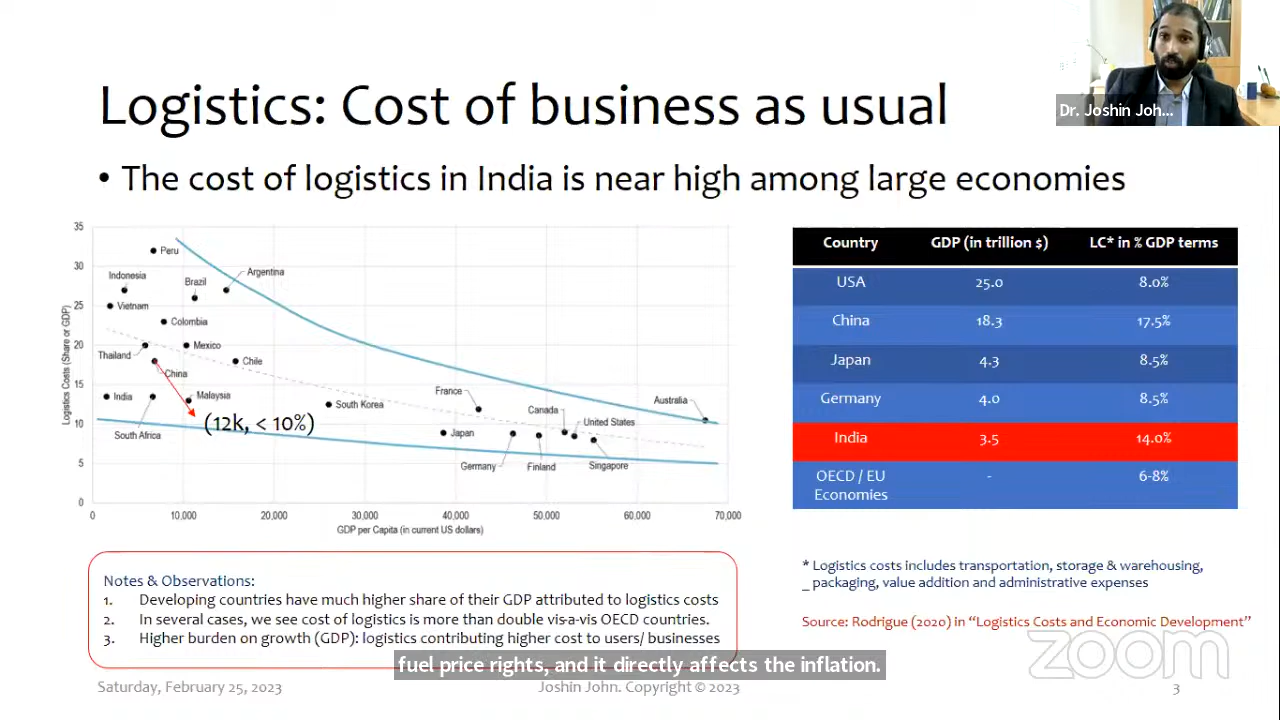 Dr. Joshin Joh...
Logistics: Cost of business as usual
• The cost of logistics in India is near high among large economies
Logistics Costs (Share or GDP)
35
30
25
20
15
10
5
0
Peru
Indonesia
Brazil
Argentina
Vietnam
Colombia
Thailand
Mexico
China
Chile
India
Malaysia
South Africa
(12k, < 10%)
South Korea
France
Japan
Canada
Australia
United States
Germany
Finland
Singapore
0 10,000 20,000 30,000 40,000 50,000 60,000 70,000
GDP per Capita (in current US dollars)
Country GDP (in trillion $) LC* in % GDP terms
USA 25.0 8.0%
China 18.3 17.5%
Japan 4.3 8.5%
Germany 4.0 8.5%
India 3.5 14.0%
OECD / EU
Economies - 6-8%
* Logistics costs includes transportation, storage & warehousing,
_ packaging, value addition and administrative expenses
Source: Rodrigue (2020) in “Logistics Costs and Economic Development”
Notes & Observations:
1. Developing countries have much higher share of their GDP attributed to logistics costs
2. In several cases, we see cost of logistics is more than double vis-a-vis OECD countries.
3. Higher burden on growth (GDP): logistics contributing higher cost to users/ businesses
fuel price rights, and it directly affects the inflation.
zoom
Saturday, February 25, 2023
Joshin John. Copyright © 2023
3